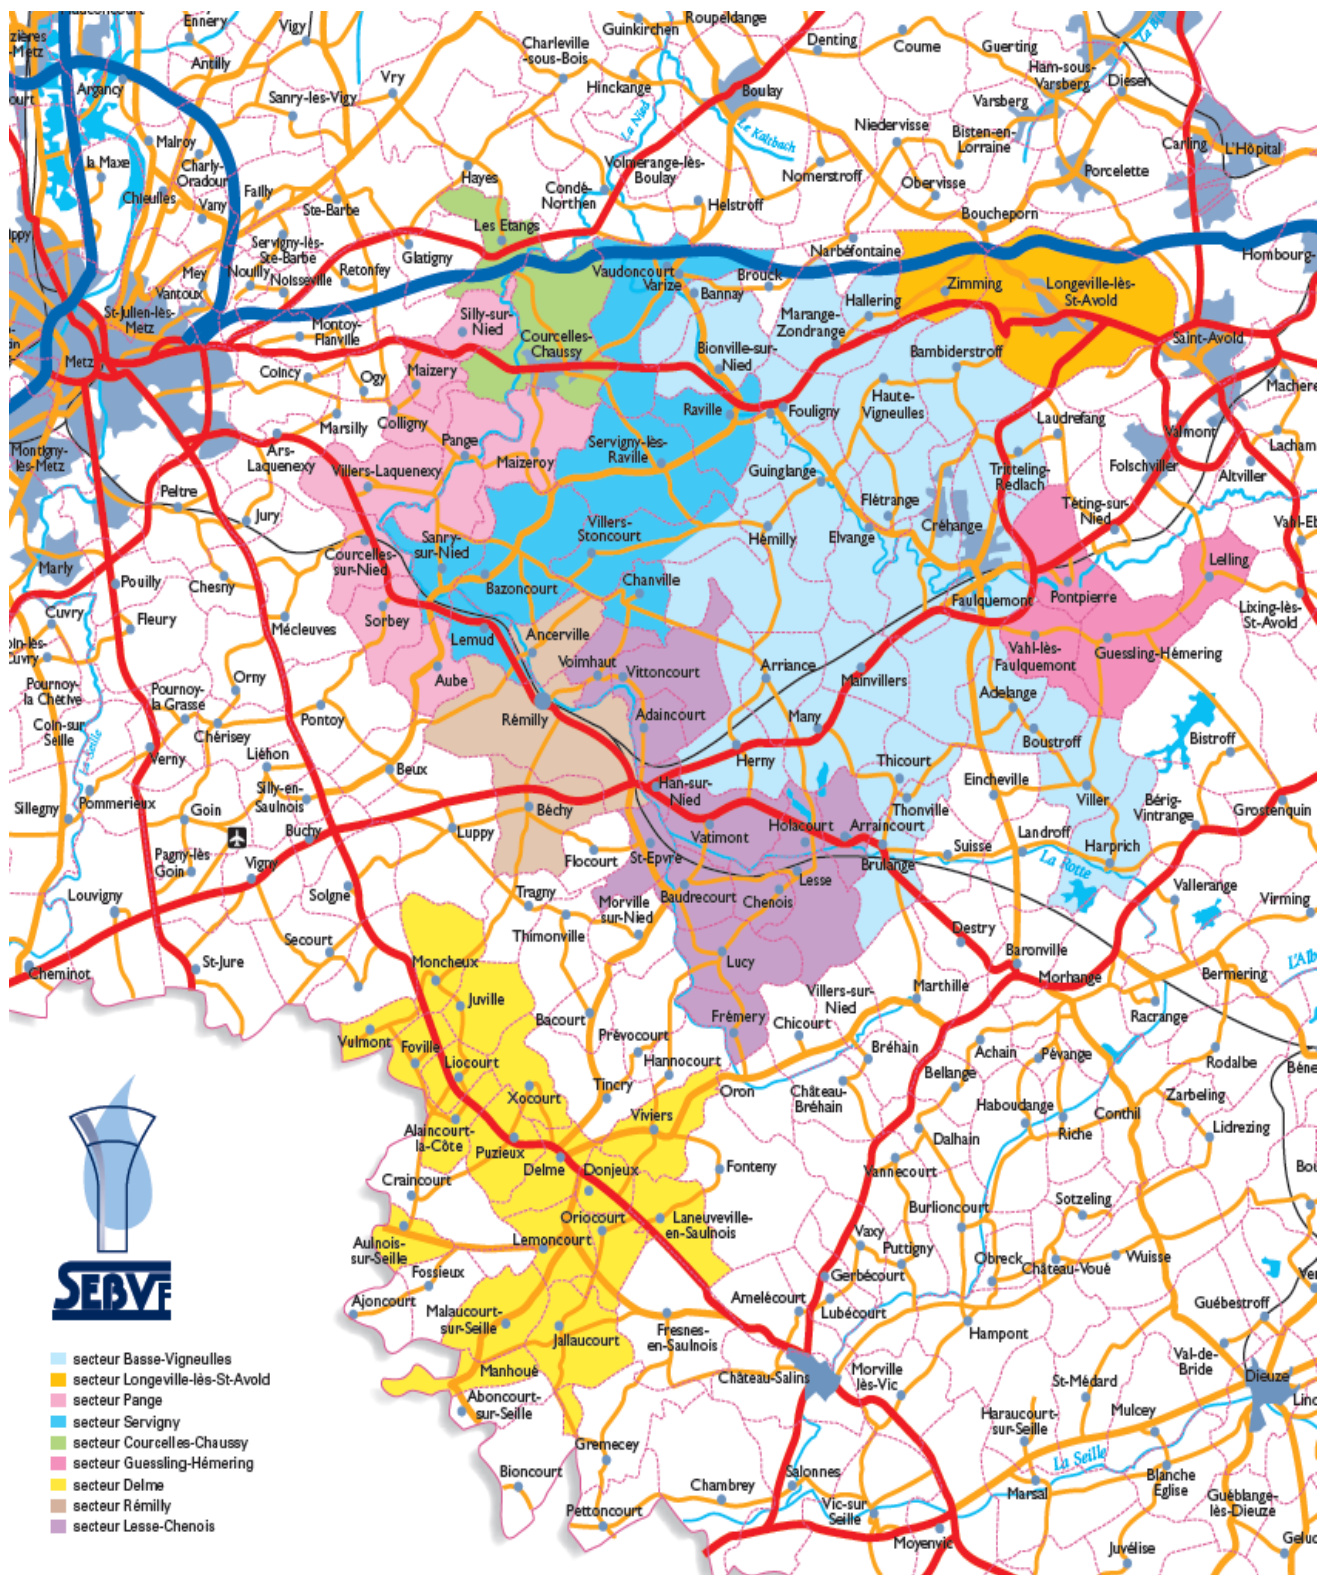 Ennery
Vigy
Antilly
Argancy
Sanry-les-Vigy
Vry
Charleville
-sous-Bois
Guinkirchen
Roupeldange
Hinckange
Boulay
Denting
Coume
Guerting
Ham-sous-
Varsberg
Diesen
Varsberg
Malroy
la Maxe
Charly-
Oradour
Chieulles
Vany
Failly
Ste-Barbe
Hayes
La Nied
Le Kaltbach
Condé-
Northen
Volmerange-lès-
Boulay
Niedervisse
Bisten-en-
Lorraine
Nomerstroff
Obervisse
Porcelette
Carling
L'Hôpital
Servigny-lès-
Ste-Barbe
Glatigny
Les Etangs
Helstroff
Boucheporn
Narbéfontaine
Hombourg-
Mey
Nouilly
Noisseville
Retonfey
Vantoux
St-Julien-lès-
Metz
Vaudoncourt
Varize
Brouck
Bannay
Hallering
Zimming
Longeville-lès-
St-Avold
Silly-sur-
Nied
Marange-
Zondrange
Montoy-
Flanville
Courcelles-
Chaussy
Bionville-sur-
Nied
Bambiderstroff
Saint-Avold
Metz
Coincy
Ogy
Maizery
Haute-
Vigneulles
Marsilly
Colligny
Raville
Fouligny
Laudrefang
Valmont
Montigny-
lès-Metz
Ars-
Laquenexy
Pange
Servigny-lès-
Raville
Villers-Laquenexy
Maizeroy
Guinglange
Tritteling-
Redlach
Folschviller
Altviller
Peltre
Jury
Flétrange
Téting-sur-
Nied
Courcelles-
sur-Nied
Sanry-
sur-Nied
Villers-
Stoncourt
Hémilly
Elvange
Créhange
Lelling
Marly
Pouilly
Chesny
Bazoncourt
Chanville
Faulquemont
Pontpierre
Cuvry
Fleury
Mécleuves
Sorbey
Lemud
Ancerville
Lixing-lès-
St-Avold
Voimhaut
Vittoncourt
Arriance
Vahl-lès-
Faulquemont
Guessling-Hémering
Pournoy-
la Chétive
Pournoy-
la Grasse
Orny
Aube
Mainvillers
Adelange
Coin-sur
Seille
La Seille
Chérisey
Pontoy
Rémilly
Adaincourt
Many
Boustroff
Bistroff
Verny
Liéhon
Beux
Herny
Thicourt
Eincheville
Sillegny
Pommerieux
Goin
Silly-en-
Saulnois
Béchy
Han-sur-
Nied
Thonville
Viller
Bérig-
Vintrange
Grostenquin
Buchy
Luppy
Vatimont
Holacourt
Arraincourt
Landroff
Harprich
Pagny-lès
Goin
Vigny
Flocourt
St-Epvre
Suisse
La Rotte
Brulange
Louvigny
Solgne
Tragny
Morville
sur-Nied
Baudrecourt
Chenois
Lesse
Vallerange
Virming
Secourt
Thimonville
Destry
Cheminot
St-Jure
Moncheux
Lucy
Baronville
Morhange
Bermering
Juville
Villers-sur-
Nied
Marthille
Bacourt
Frémery
Chicourt
Racrange
Vulmont
Foville
Liocourt
Prévocourt
Hannocourt
Bréhain
Achain
Pévange
Rodalbe
Xocourt
Tincry
Oron
Château-
Bréhain
Bellange
Zarbeling
Viviers
Haboudange
Conthil
Alaincourt-
la-Côte
Dalhain
Riche
Lidrezing
Puzieux
Delme
Donjeux
Fonteny
Vannecourt
Craincourt
Burlioncourt
Sotzeling
Oriocourt
Laneuveville-
en-Saulnois
Aulnois-
sur-Seille
Lemoncourt
Vaxy
Puttigny
Obreck
Château-Voué
Wuisse
Fossieux
Gerbécourt
Ajoncourt
Malaucourt-
sur-Seille
Amelécourt
Lubécourt
Guébestroff
Jallaucourt
Fresnes-
en-Saulnois
Hampont
Val-de-
Bride
Manhoué
Château-Salins
Morville
lès-Vic
St-Médard
Dieuze
Aboncourt-
sur-Seille
Haraucourt-
sur-Seille
Mulcey
Gremecey
La Seille
Bioncourt
Chambrey
Salonnes
Blanche
Eglise
Pettoncourt
Vic-sur
Seille
Marsal
Guéblange-
lès-Dieuze
Moyenvic
Juvélise
SEBVF
secteur Basse-Vigneulles
secteur Longeville-lès-St-Avold
secteur Pange
secteur Servigny
secteur Courcelles-Chaussy
secteur Guessling-Hémering
secteur Delme
secteur Rémilly
secteur Lesse-Chenois